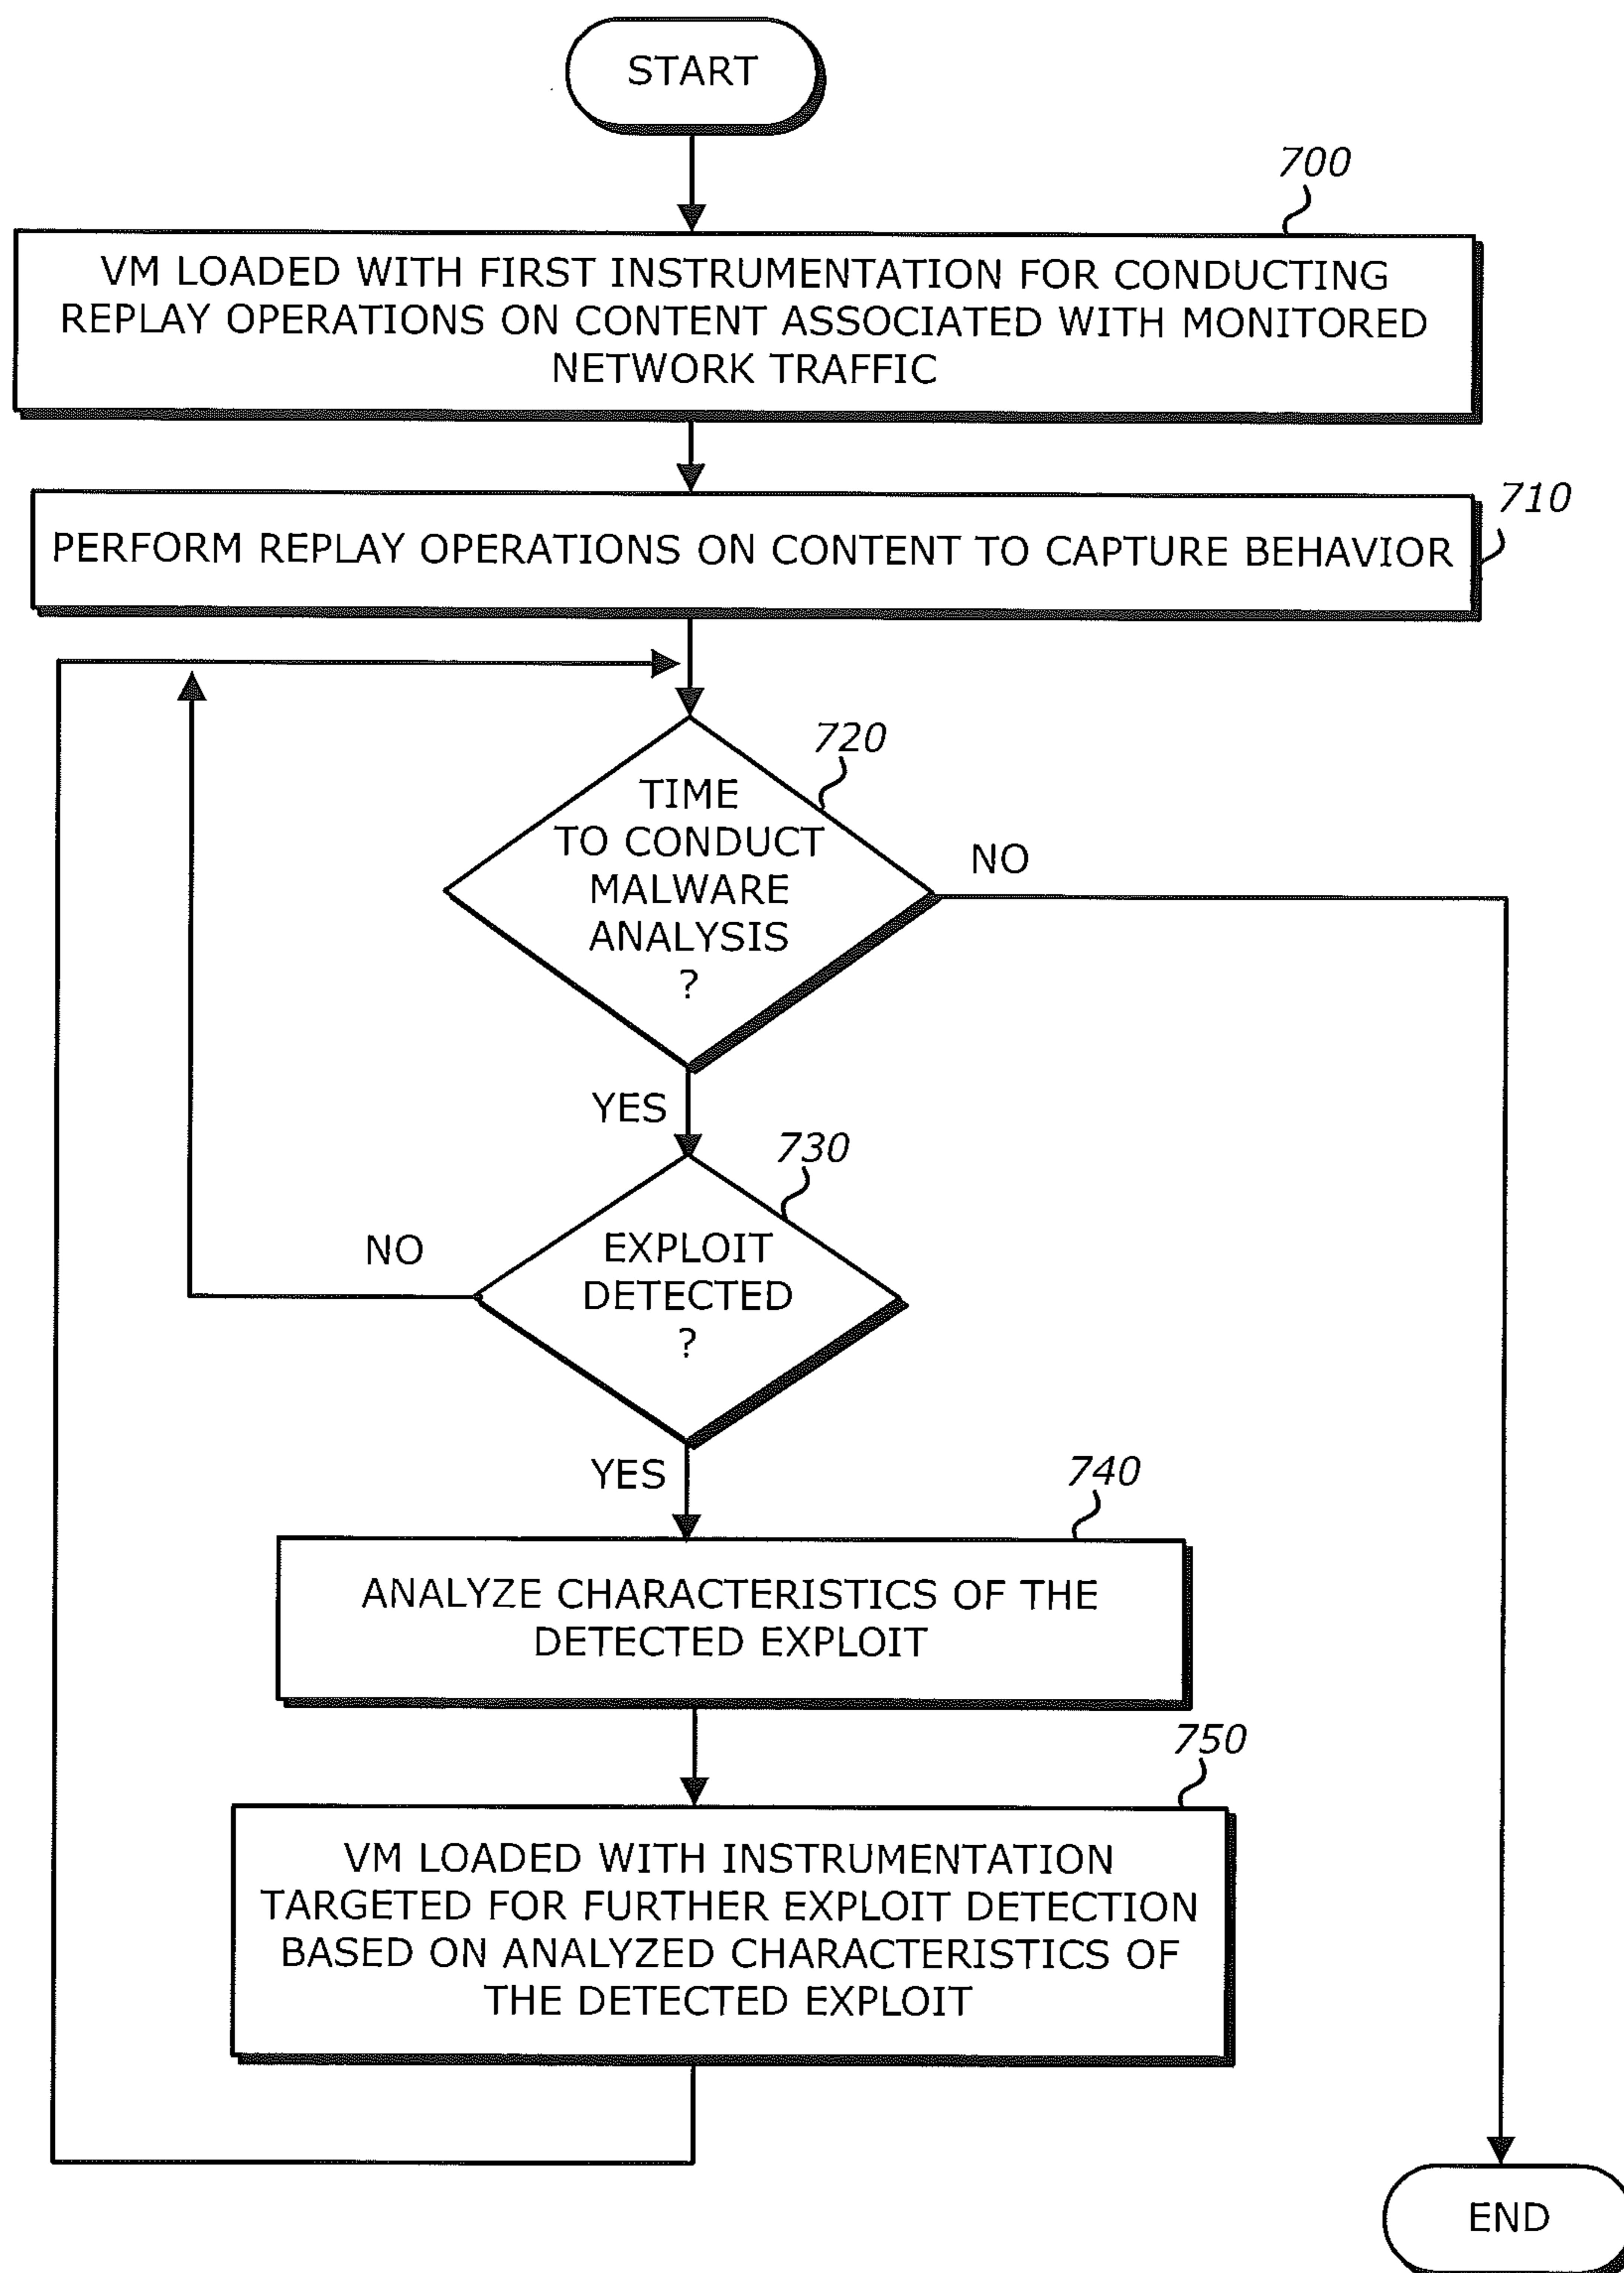 START
700
VM LOADED WITH FIRST INSTRUMENTATION FOR CONDUCTING
REPLAY OPERATIONS ON CONTENT ASSOCIATED WITH MONITORED
NETWORK TRAFFIC
710
PERFORM REPLAY OPERATIONS ON CONTENT TO CAPTURE BEHAVIOR
720
TIME
TO CONDUCT
MALWARE
ANALYSIS
?
NO
YES
730
EXPLOIT
DETECTED
?
NO
YES
740
ANALYZE CHARACTERISTICS OF THE
DETECTED EXPLOIT
750
VM LOADED WITH INSTRUMENTATION
TARGETED FOR FURTHER EXPLOIT DETECTION
BASED ON ANALYZED CHARACTERISTICS OF
THE DETECTED EXPLOIT
END